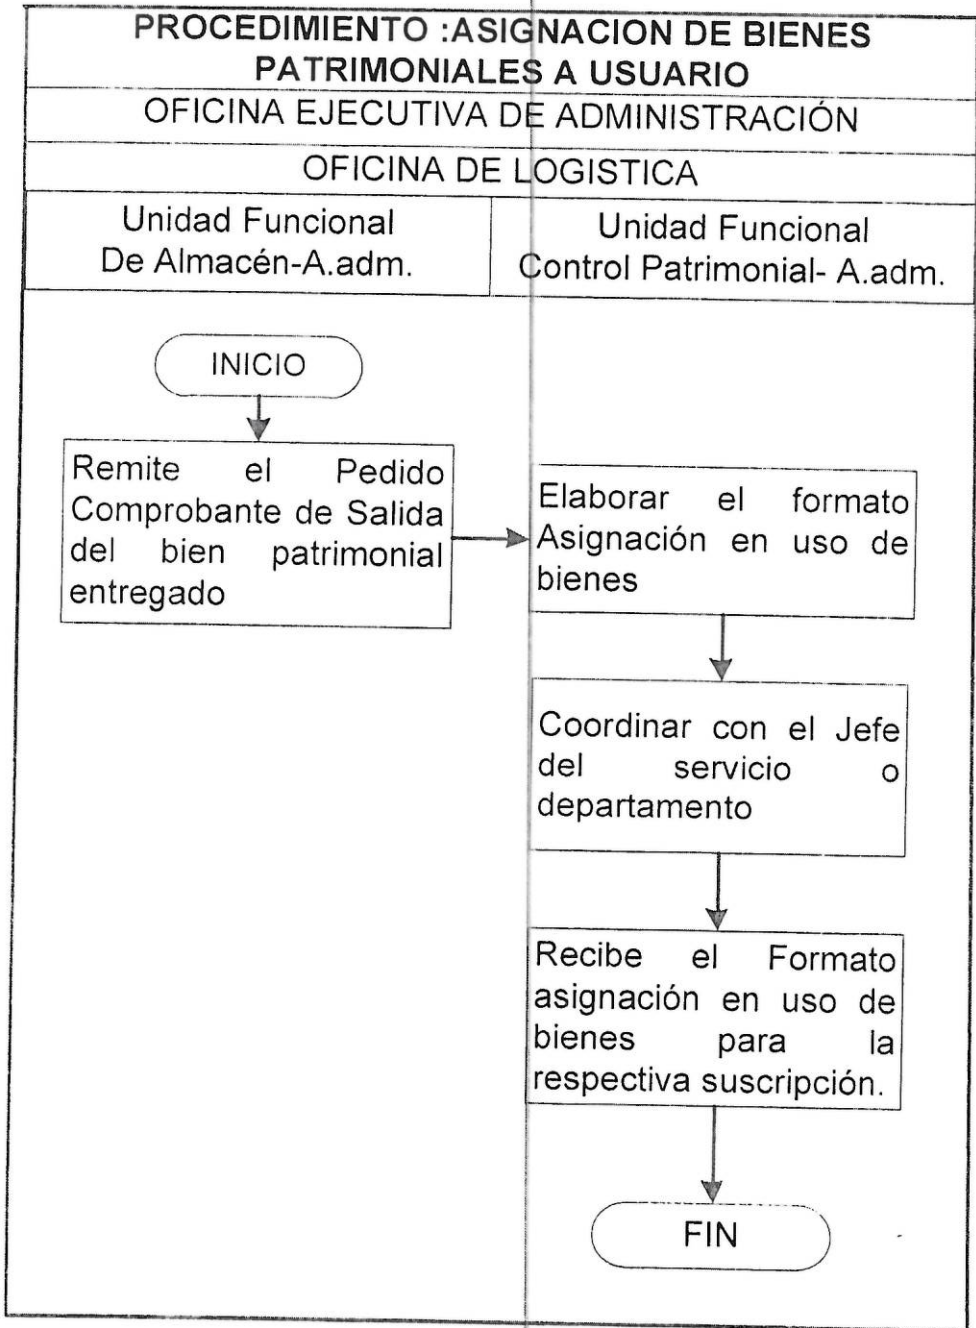 PROCEDIMIENTO :ASIGNACION DE BIENES
PATRIMONIALES A USUARIO
OFICINA EJECUTIVA DE ADMINISTRACIÓN
OFICINA DE LOGISTICA
Unidad Funcional
De Almacén-A.adm.
Unidad Funcional
Control Patrimonial- A.adm.
INICIO
Remite el Pedido
Comprobante de Salida
del bien patrimonial
entregado
Elaborar el formato
Asignación en uso de
bienes
Coordinar con el Jefe
del servicio o
departamento
Recibe el Formato
asignación en uso de
bienes para la
respectiva suscripción.
FIN